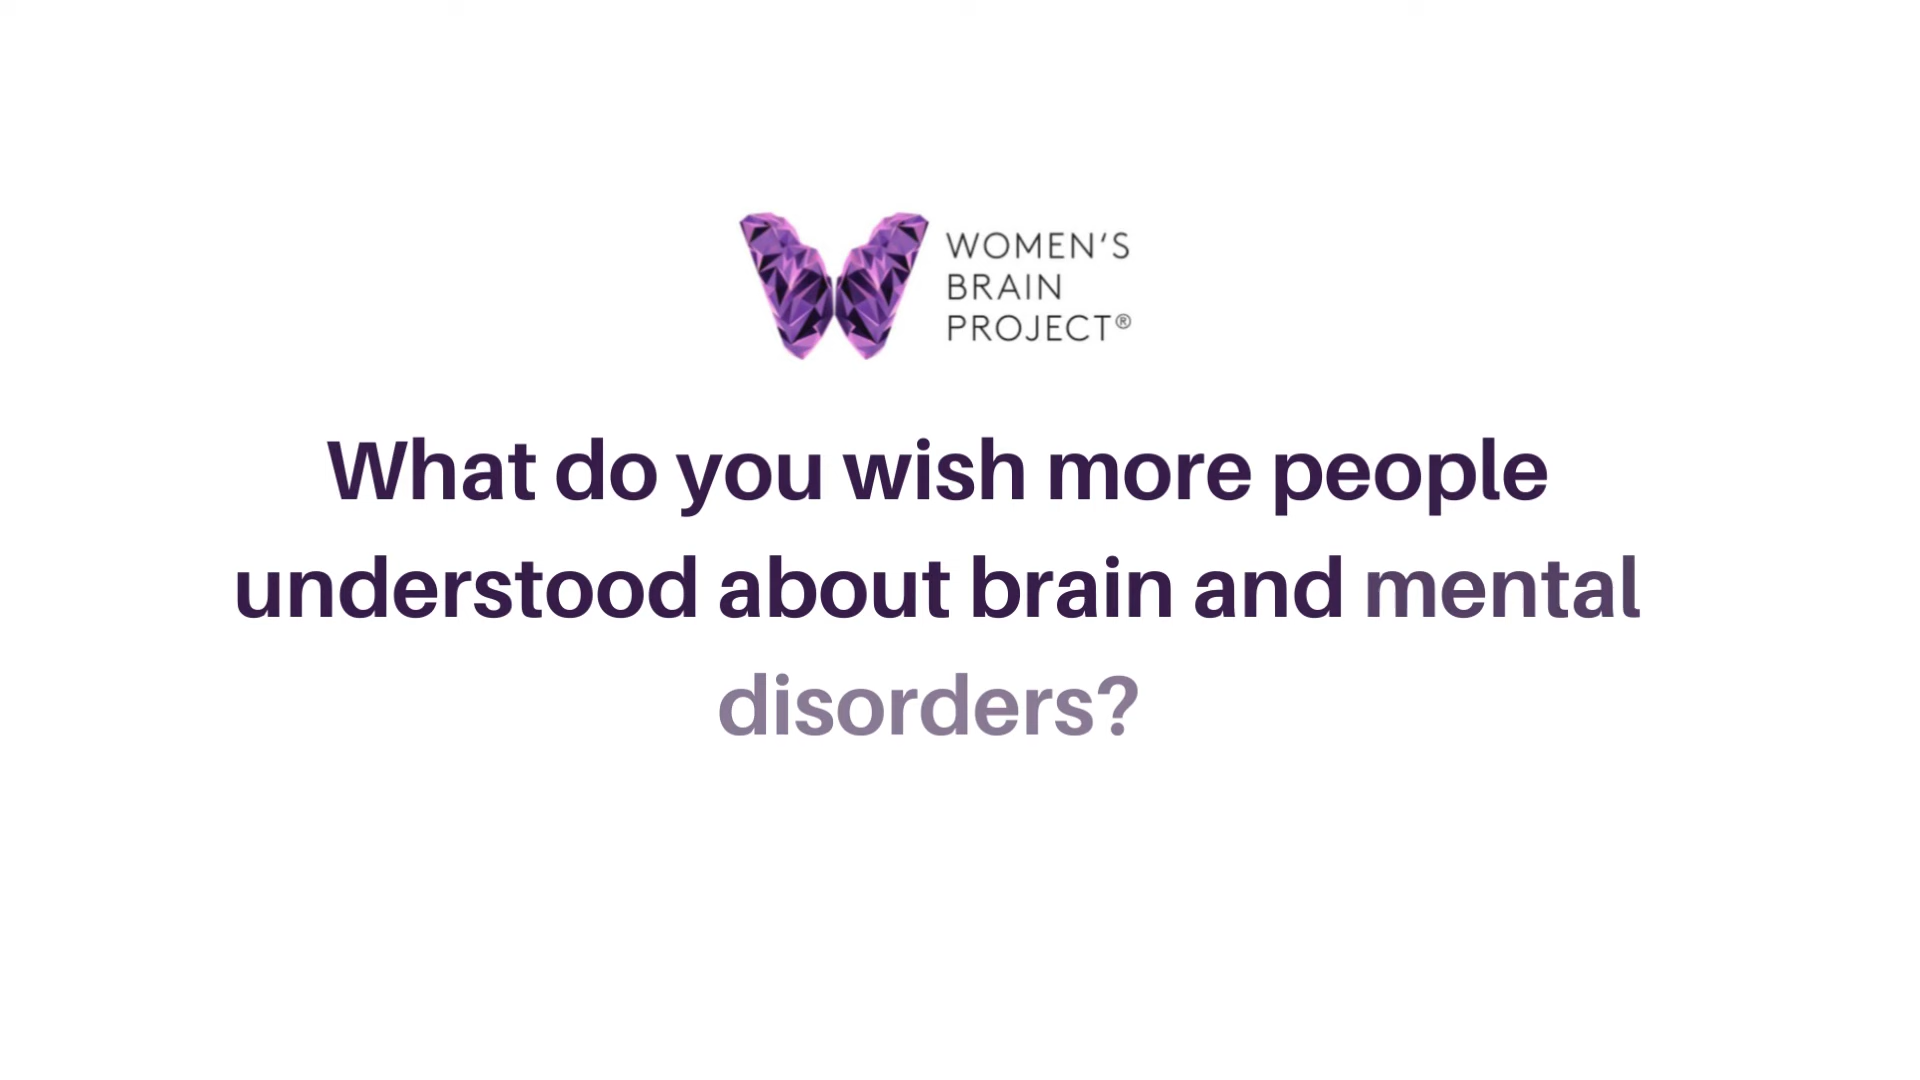 WOMEN‘S
BRAIN
PROJECT®
What do you wish more people
understood about brain and mental
disorders?